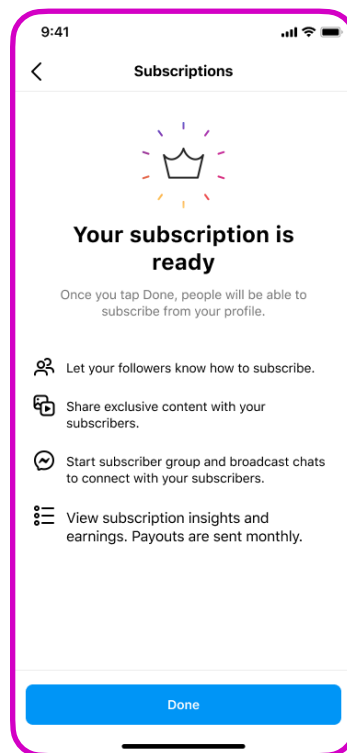 9:41
Subscriptions
Your subscription is
ready
Once you tap Done, people will be able to
subscribe from your profile.
Let your followers know how to subscribe.
Share exclusive content with your
subscribers.
Start subscriber group and broadcast chats
to connect with your subscribers.
View subscription insights and
earnings. Payouts are sent monthly.
Done